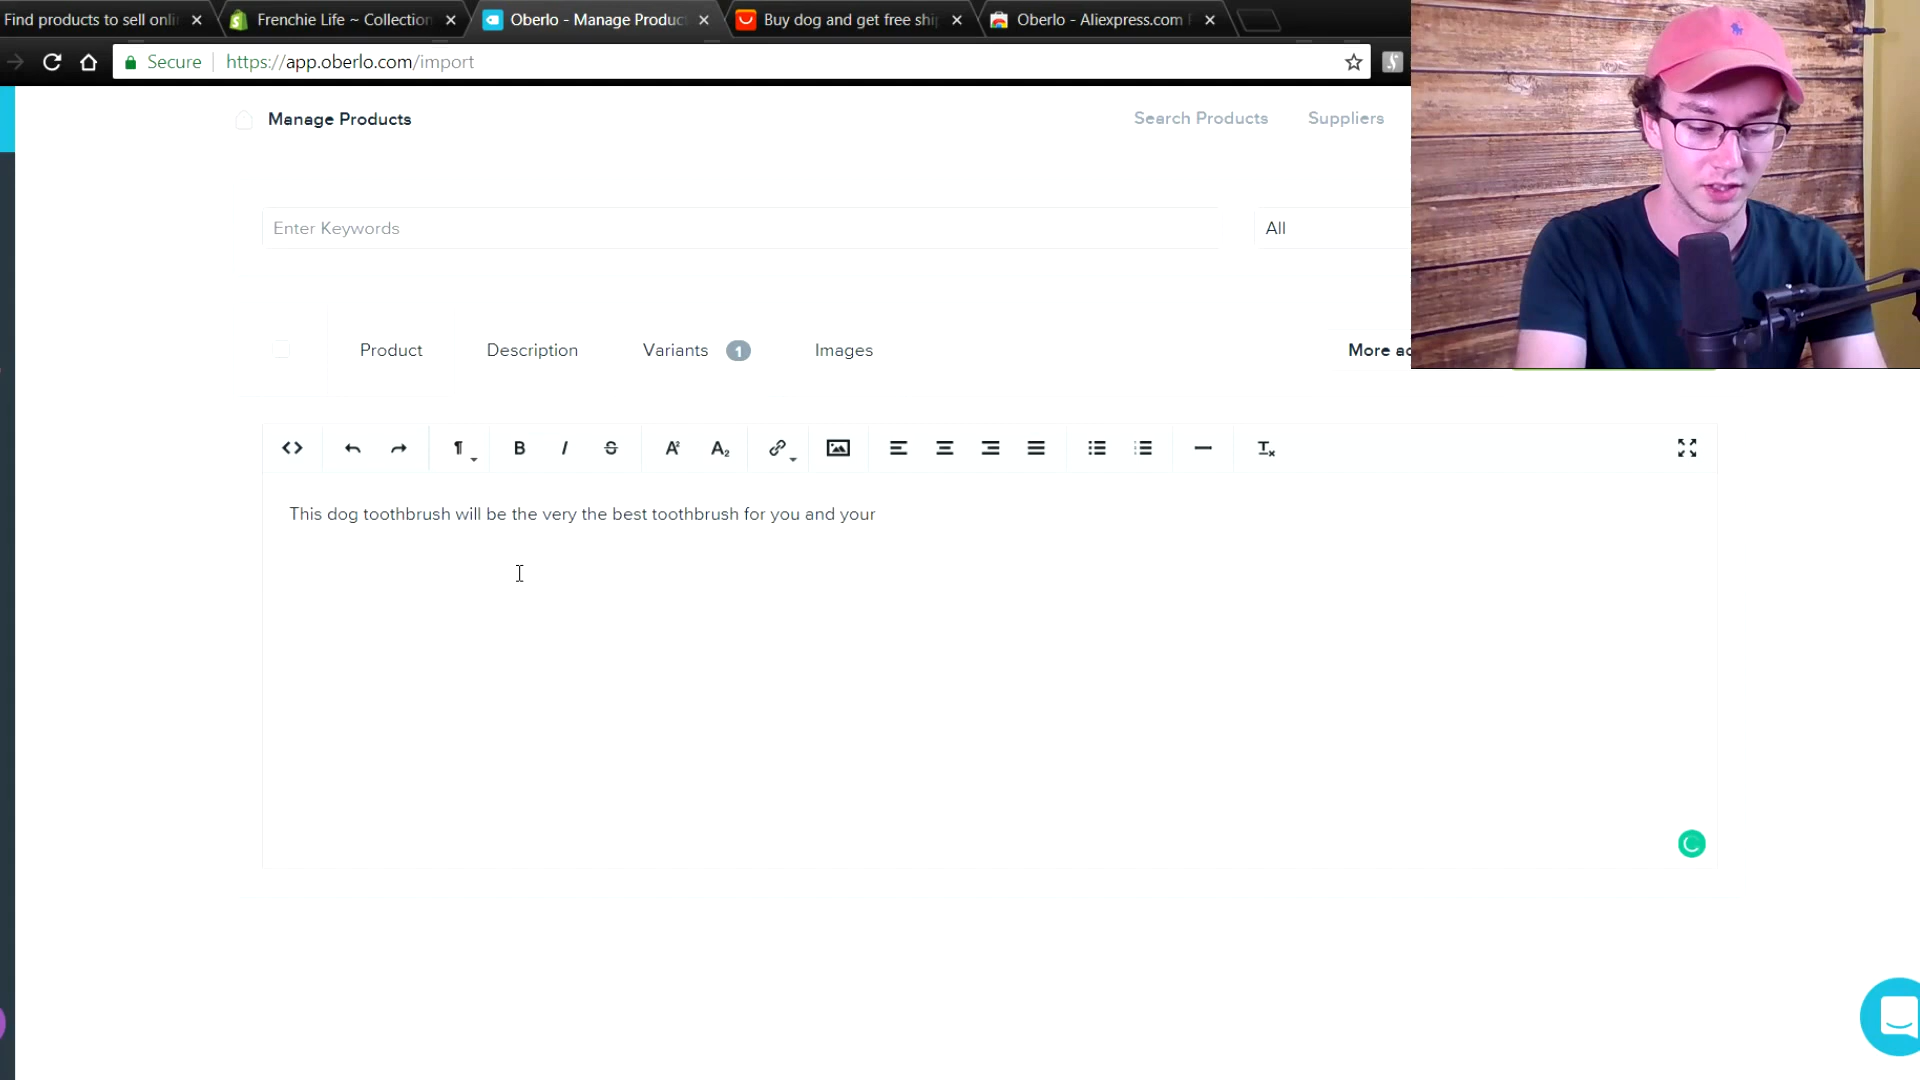 Find products to sell onli
Frenchie Life ~ Collection
Oberlo - Manage Produc
Buy dog and get free ship
Oberlo - Aliexpress.com P
Secure
https://app.oberlo.com/import
Manage Products
Search Products
Suppliers
Enter Keywords
All
Product
Description
Variants
1
Images
More ac
This dog toothbrush will be the very the best toothbrush for you and your